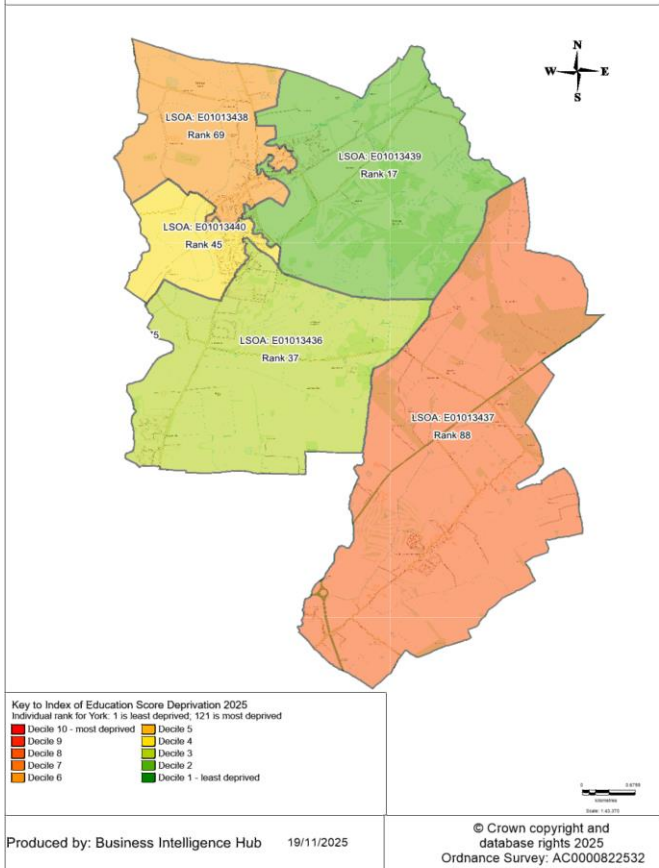 N
W E
S
LSOA: E01013438
Rank 69
LSOA: E01013439
Rank 17
LSOA: E01013440
Rank 45
LSOA: E01013436
Rank 37
LSOA: E01013437
Rank 88
Key to Index of Education Score Deprivation 2025
Individual rank for York: 1 is least deprived; 121 is most deprived
Decile 10 - most deprived
Decile 9
Decile 8
Decile 7
Decile 6
Decile 5
Decile 4
Decile 3
Decile 2
Decile 1 - least deprived
kilometres
Produced by: Business Intelligence Hub 19/11/2025
© Crown copyright and
database rights 2025
Ordnance Survey: AC0000822532